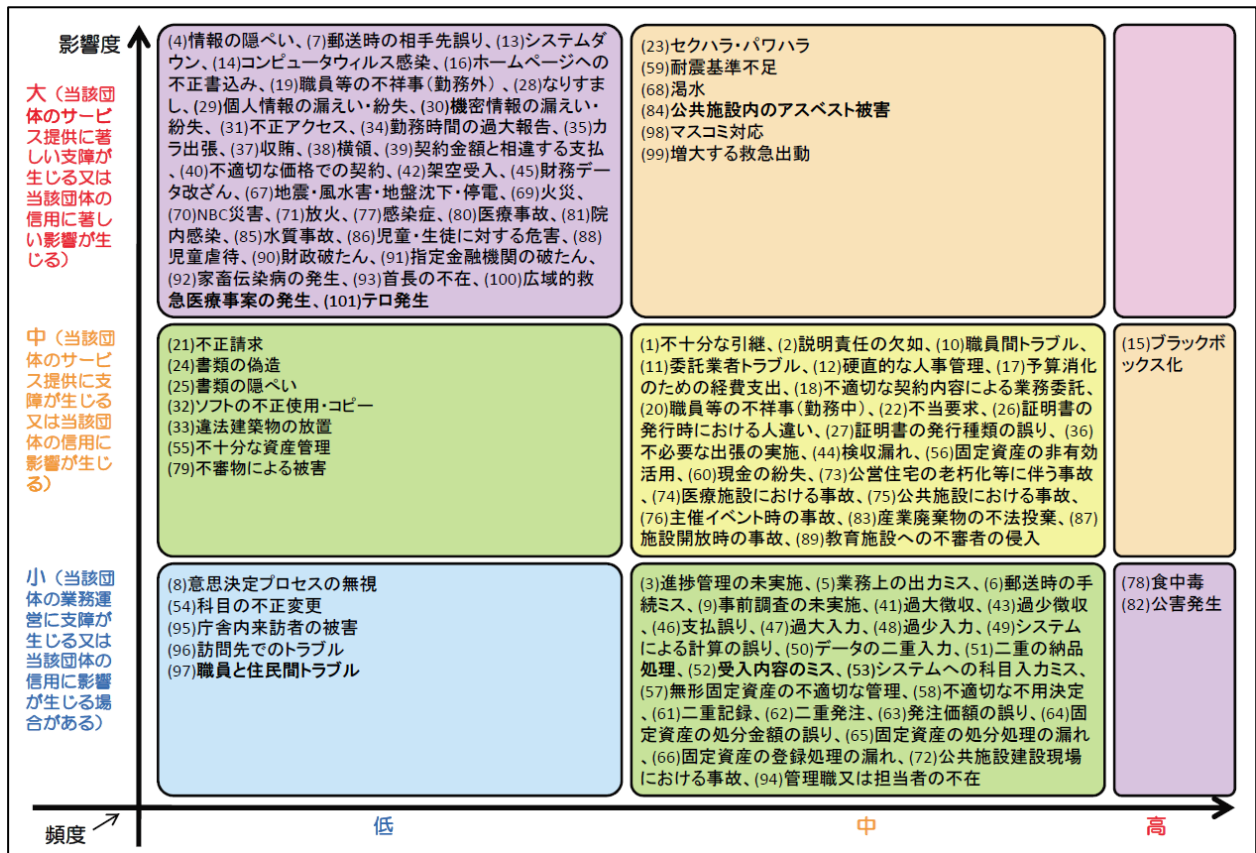 影響度
大（当該団
体のサービ
ス提供に著
しい支障が
生じる又は
当該団体の
信用に著し
い影響が生
じる）
(4)情報の隠ぺい、(7)郵送時の相手先誤り、(13)システムダ
ウン、(14)コンピュータウィルス感染、(16)ホームページへの
不正書込み、(19)職員等の不祥事（勤務外）、(28)なりすま
し、(29)個人情報の漏えい・紛失、(30)機密情報の漏えい・
紛失、(31)不正アクセス、(34)勤務時間の過大報告、(35)カ
ラ出張、(37)収賄、(38)横領、(39)契約金額と相違する支払
、(40)不適切な価格での契約、(42)架空受入、(45)財務デー
タ改ざん、(67)地震・風水害・地盤沈下・停電、(69)火災、
(70)NBC災害、(71)放火、(77)感染症、(80)医療事故、(81)院
内感染、(85)水質事故、(86)児童・生徒に対する危害、(88)
児童虐待、(90)財政破たん、(91)指定金融機関の破たん、
(92)家畜伝染病の発生、(93)首長の不在、(100)広域的救
急医療事案の発生、(101)テロ発生
(23)セクハラ・パワハラ
(59)耐震基準不足
(68)渇水
(84)公共施設内のアスベスト被害
(98)マスコミ対応
(99)増大する救急出動
中（当該団
体のサービ
ス提供に支
障が生じる
又は当該団
体の信用に
影響が生じ
る）
(21)不正請求
(24)書類の偽造
(25)書類の隠ぺい
(32)ソフトの不正使用・コピー
(33)違法建築物の放置
(55)不十分な資産管理
(79)不審物による被害
(1)不十分な引継、(2)説明責任の欠如、(10)職員間トラブル、
(11)委託業者トラブル、(12)硬直的な人事管理、(17)予算消化
のための経費支出、(18)不適切な契約内容による業務委託、
(20)職員等の不祥事（勤務中）、(22)不当要求、(26)証明書の
発行時における人違い、(27)証明書の発行種類の誤り、(36)
不必要な出張の実施、(44)検収漏れ、(56)固定資産の非有効
活用、(60)現金の紛失、(73)公営住宅の老朽化等に伴う事故
、(74)医療施設における事故、(75)公共施設における事故、
(76)主催イベント時の事故、(83)産業廃棄物の不法投棄、(87)
施設開放時の事故、(89)教育施設への不審者の侵入
(15)ブラックボ
ックス化
小（当該団
体の業務運
営に支障が
生じる又は
当該団体の
信用に影響
が生じる場
合がある）
(8)意思決定プロセスの無視
(54)科目の不正変更
(95)庁舎内来訪者の被害
(96)訪問先でのトラブル
(97)職員と住民間トラブル
(3)進捗管理の未実施、(5)業務上の出力ミス、(6)郵送時の手
続ミス、(9)事前調査の未実施、(41)過大徴収、(43)過少徴収
、(46)支払誤り、(47)過大入力、(48)過少入力、(49)システム
による計算の誤り、(50)データの二重入力、(51)二重の納品
処理、(52)受入内容のミス、(53)システムへの科目入力ミス、
(57)無形固定資産の不適切な管理、(58)不適切な不用決定、
、(61)二重記録、(62)二重発注、(63)発注価額の誤り、(64)固
定資産の処分金額の誤り、(65)固定資産の処分処理の漏れ
、(66)固定資産の登録処理の漏れ、(72)公共施設建設現場
における事故、(94)管理職又は担当者の不在
(78)食中毒
(82)公害発生
頻度
低
中
高